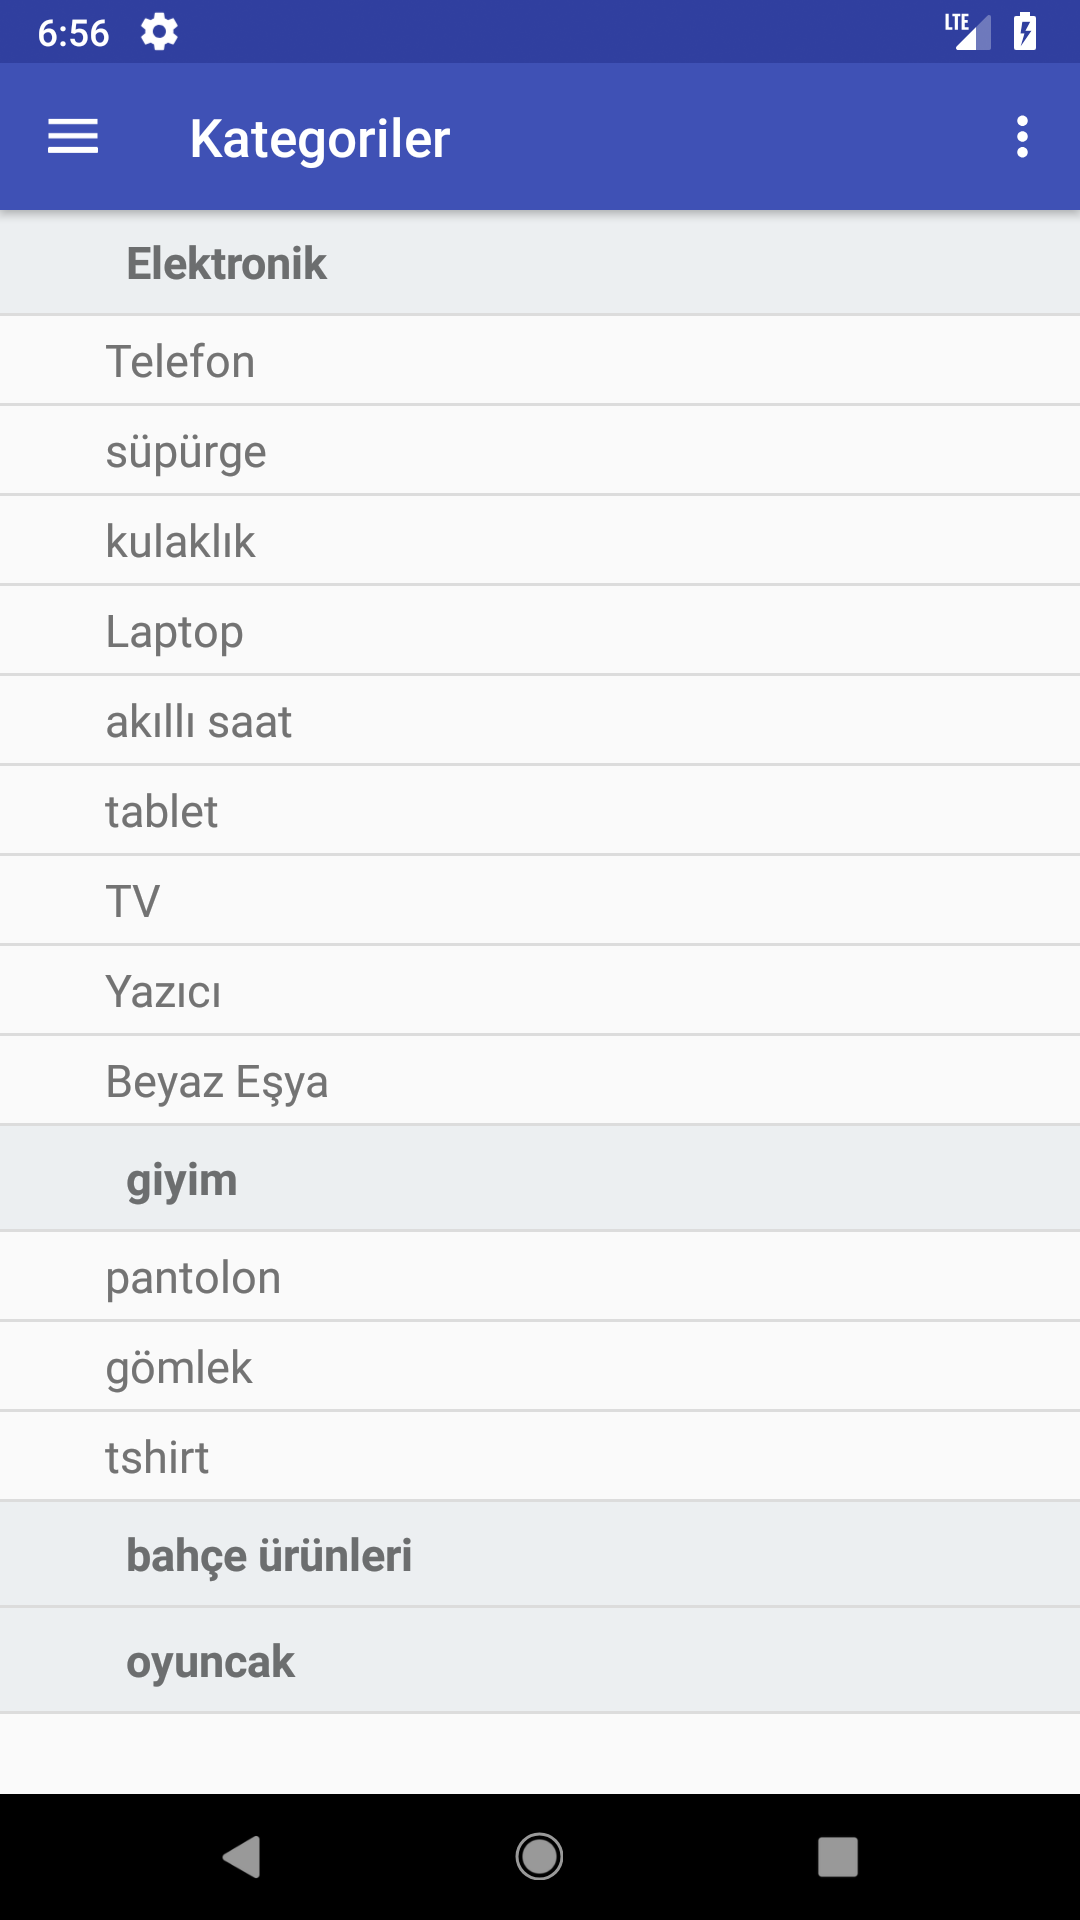 6:56
LTE
Kategoriler
Elektronik
Telefon
süpürge
kulaklık
Laptop
akıllı saat
tablet
TV
Yazıcı
Beyaz Eşya
giyim
pantolon
gömlek
tshirt
bahçe ürünleri
oyuncak